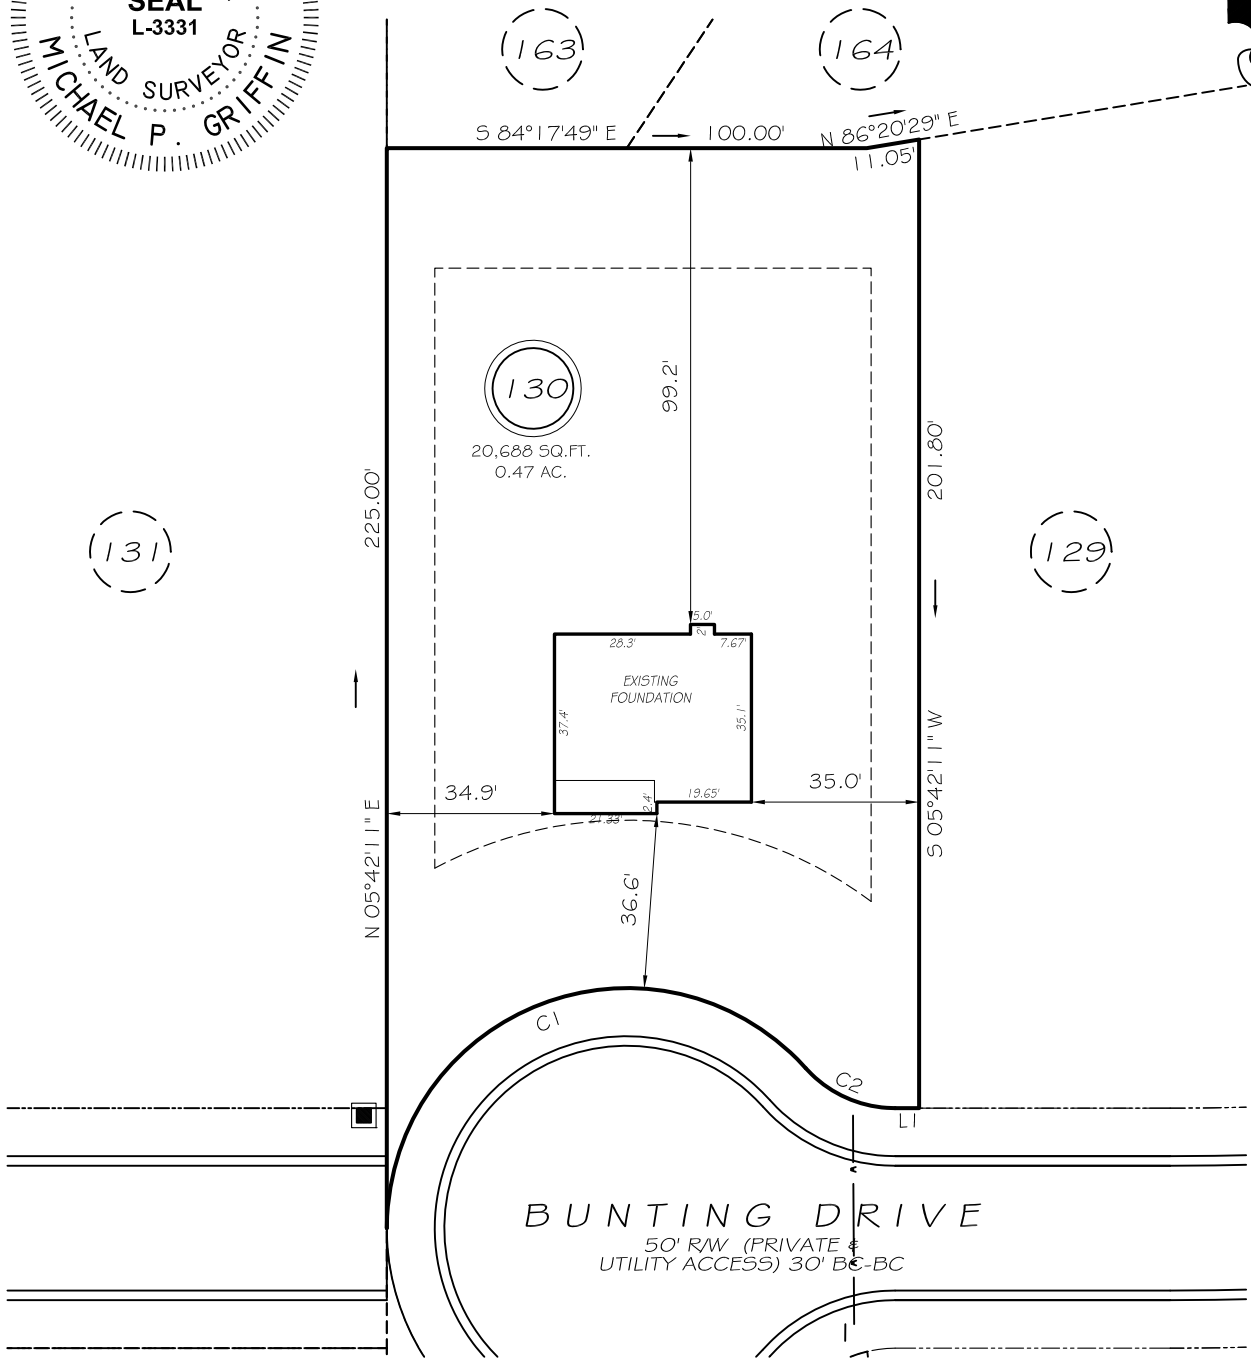 SEAL
L-3331
LAND SURVEYOR
MICHAEL P. GRIFFIN
163
164
S 84°17'49" E
100.00'
N 86°20'29" E
11.05'
99.2'
130
20,688 SQ.FT.
0.47 AC.
225.00'
201.80'
131
129
5.0'
2'
28.3'
7.67'
EXISTING
FOUNDATION
37.4'
35.1'
34.9'
35.0'
19.65'
2.4'
21.33'
N 05°42'11" E
S 05°42'11" W
36.6'
C1
C2
L1
BUNTING DRIVE
50' R/W (PRIVATE &
UTILITY ACCESS) 30' BC-BC